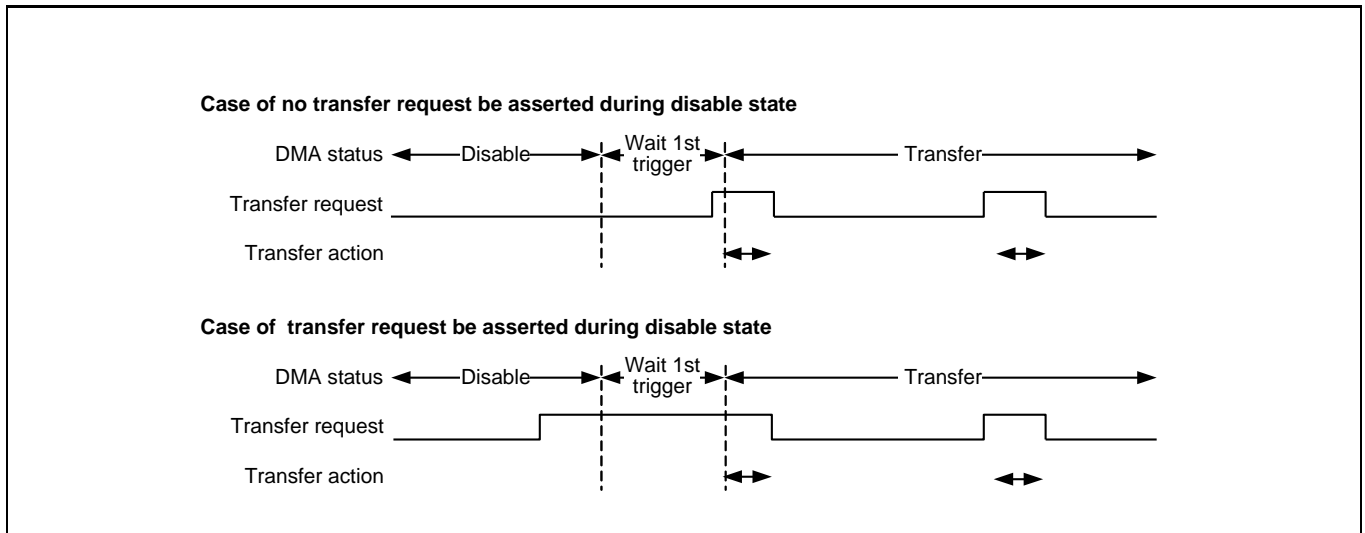 Case of no transfer request be asserted during disable state
DMA status Disable Wait 1st trigger Transfer
Transfer request
Transfer action
Case of transfer request be asserted during disable state
DMA status Disable Wait 1st trigger Transfer
Transfer request
Transfer action